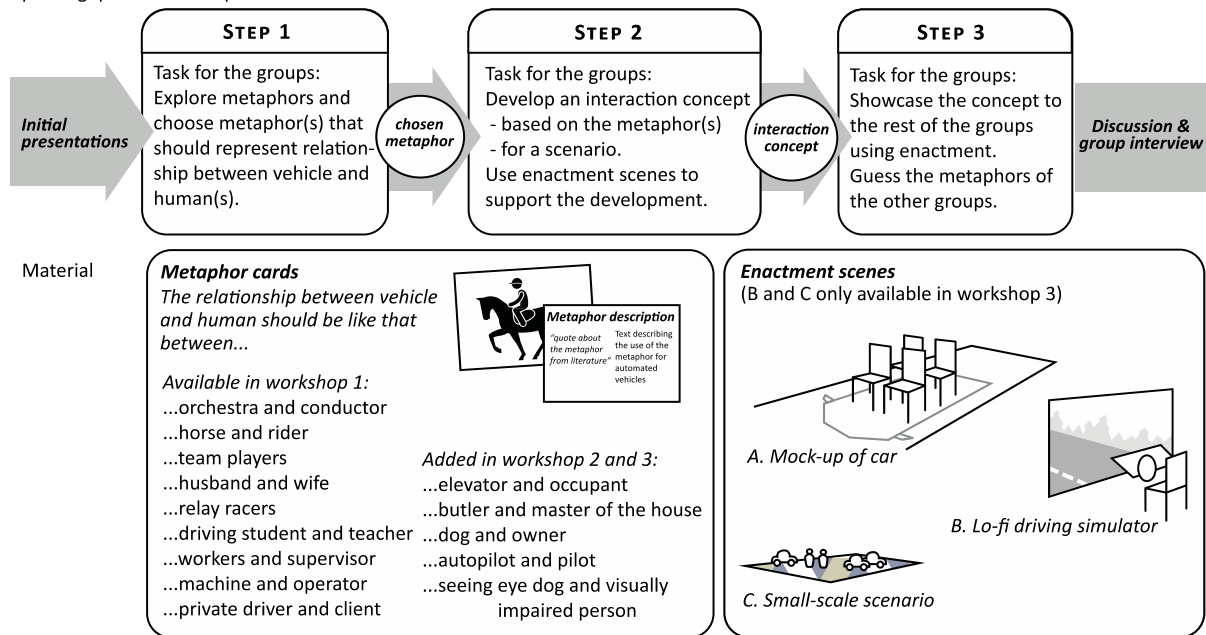 STEP 1
Task for the groups:
Explore metaphors and
choose metaphor(s) that
should represent relation-
ship between vehicle and
human(s).
STEP 2
Task for the groups:
Develop an interaction concept
- based on the metaphor(s)
- for a scenario.
Use enactment scenes to
support the development.
STEP 3
Task for the groups:
Showcase the concept to
the rest of the groups
using enactment.
Guess the metaphors of
the other groups.
Initial
presentations
chosen
metaphor
interaction
concept
Discussion &
group interview
Material
Metaphor cards
The relationship between vehicle
and human should be like that
between...
Metaphor description
"quote about
the metaphor
from literature"
Text describing
the use of the
metaphor for
automated
vehicles
Available in workshop 1:
...orchestra and conductor
...horse and rider
...team players
...husband and wife
...relay racers
...driving student and teacher
...workers and supervisor
...machine and operator
...private driver and client
Added in workshop 2 and 3:
...elevator and occupant
...butler and master of the house
...dog and owner
...autopilot and pilot
...seeing eye dog and visually
impaired person
Enactment scenes
(B and C only available in workshop 3)
A. Mock-up of car
B. Lo-fi driving simulator
C. Small-scale scenario